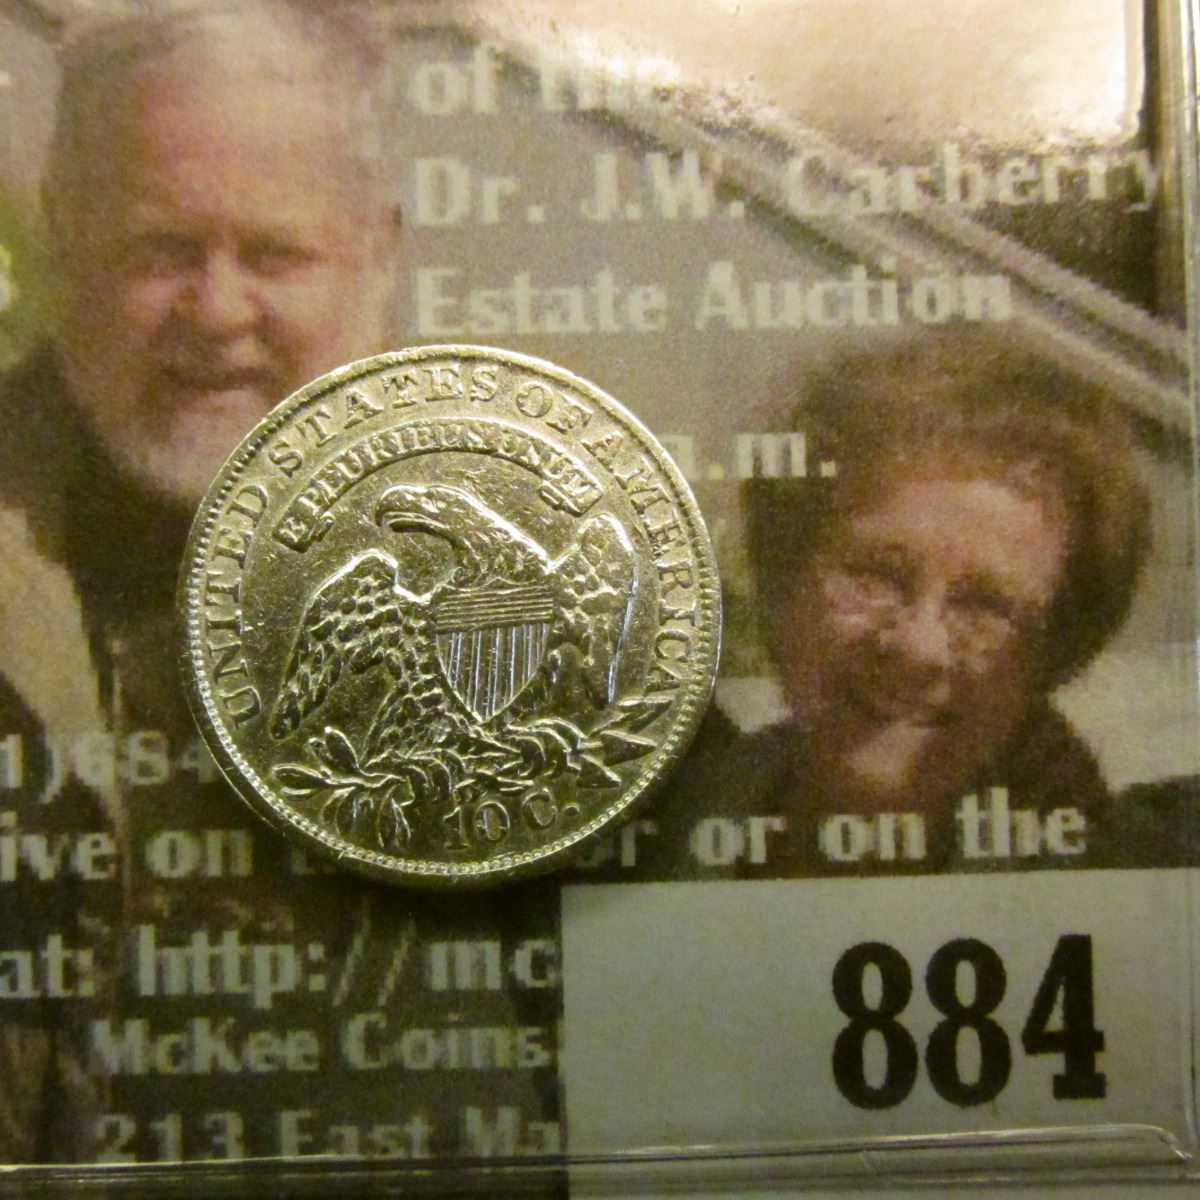 of the
Dr. J.W. Carberry
Estate Auction
a.m.
UNITED STATES OF AMERICA
E PLURIBUS UNUM
10 C.
1)684
ive on or or on the
at: http://mc
McKee Coins
213 East Ma
884